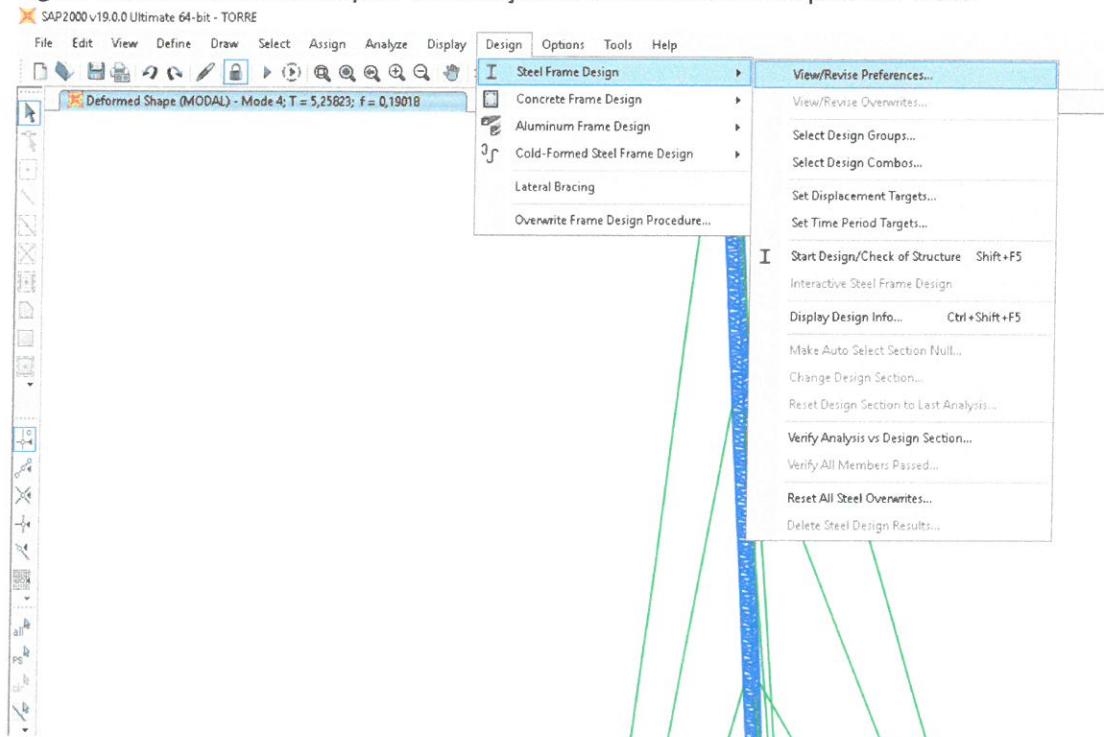 SAP2000 v19.0.0 Ultimate 64-bit - TORRE
File Edit View Define Draw Select Assign Analyze Display Design Options Tools Help
Deformed Shape (MODAL) - Mode 4; T = 5,25823; f = 0,19018
Steel Frame Design
Concrete Frame Design
Aluminum Frame Design
Cold-Formed Steel Frame Design
Lateral Bracing
Overwrite Frame Design Procedure...
View/Revise Preferences...
View/Revise Overwrites...
Select Design Groups...
Select Design Combos...
Set Displacement Targets...
Set Time Period Targets...
Start Design/Check of Structure Shift+F5
Interactive Steel Frame Design
Display Design Info... Ctrl+Shift+F5
Make Auto Select Section Null...
Change Design Section...
Reset Design Section to Last Analysis...
Verify Analysis vs Design Section...
Verify All Members Passed...
Reset All Steel Overwrites...
Delete Steel Design Results...
all
PS